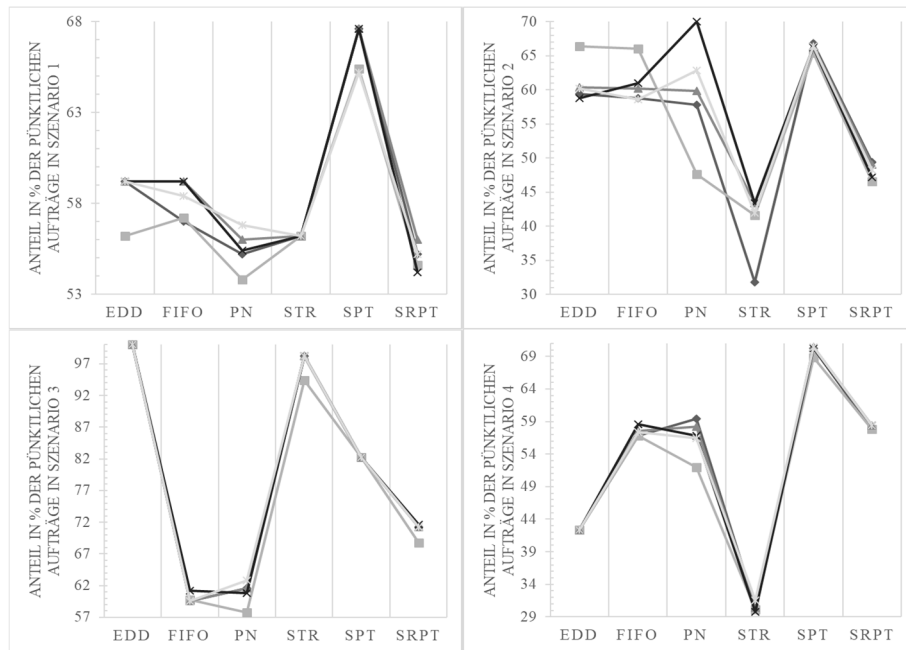 ANTEIL IN % DER PÜNKTLICHEN
AUFTRÄGE IN SZENARIO 1
68
63
58
53
EDD FIFO PN STR SPT SRPT
ANTEIL IN % DER PÜNKTLICHEN
AUFTRÄGE IN SZENARIO 2
70
65
60
55
50
45
40
35
30
EDD FIFO PN STR SPT SRPT
ANTEIL IN % DER PÜNKTLICHEN
AUFTRÄGE IN SZENARIO 3
97
92
87
82
77
72
67
62
57
EDD FIFO PN STR SPT SRPT
ANTEIL IN % DER PÜNKTLICHEN
AUFTRÄGE IN SZENARIO 4
69
64
59
54
49
44
39
34
29
EDD FIFO PN STR SPT SRPT